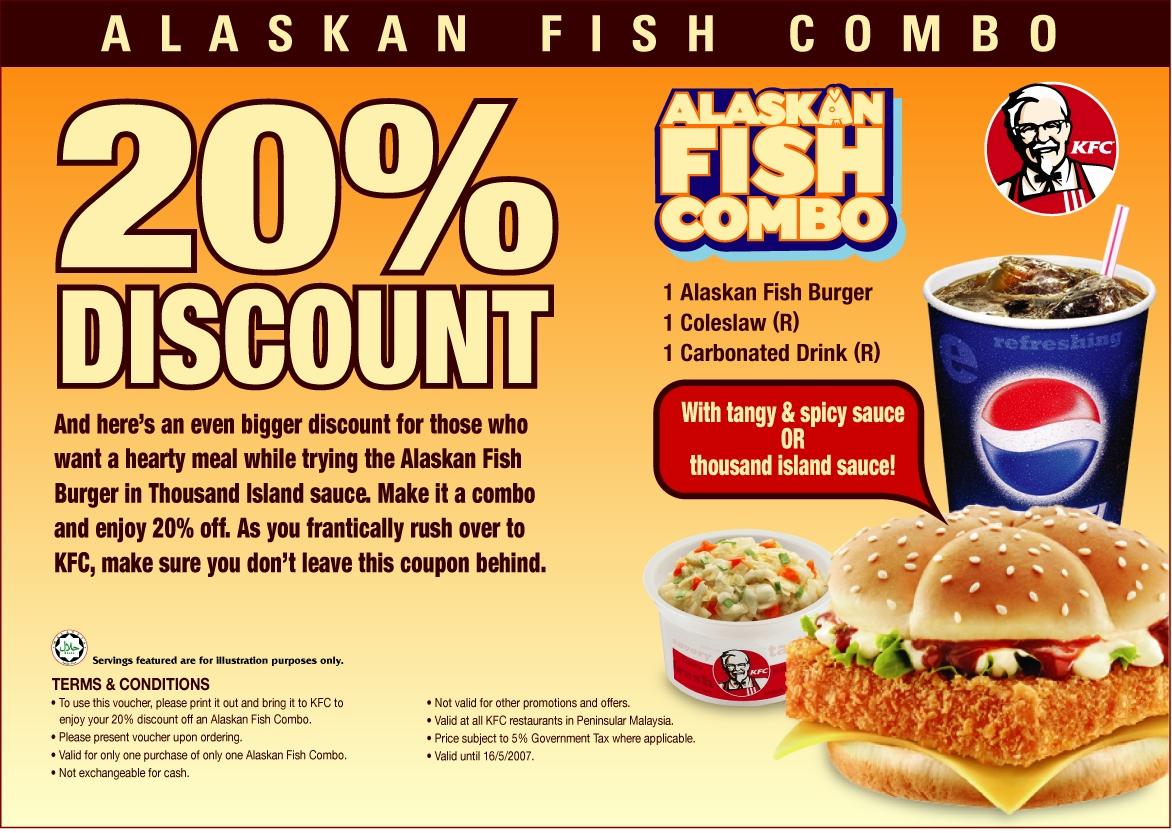 ALASKAN FISH COMBO
20%
DISCOUNT
And here's an even bigger discount for those who
want a hearty meal while trying the Alaskan Fish
Burger in Thousand Island sauce. Make it a combo
and enjoy 20% off. As you frantically rush over to
KFC, make sure you don't leave this coupon behind.
ALASKAN
FISH
COMBO
KFC
1 Alaskan Fish Burger
1 Coleslaw (R)
1 Carbonated Drink (R)
refreshing
With tangy & spicy sauce
OR
thousand island sauce!
KFC
Servings featured are for illustration purposes only.
TERMS & CONDITIONS
• To use this voucher, please print it out and bring it to KFC to
enjoy your 20% discount off an Alaskan Fish Combo.
• Please present voucher upon ordering.
• Valid for only one purchase of only one Alaskan Fish Combo.
• Not exchangeable for cash.
• Not valid for other promotions and offers.
• Valid at all KFC restaurants in Peninsular Malaysia.
• Price subject to 5% Government Tax where applicable.
• Valid until 16/5/2007.